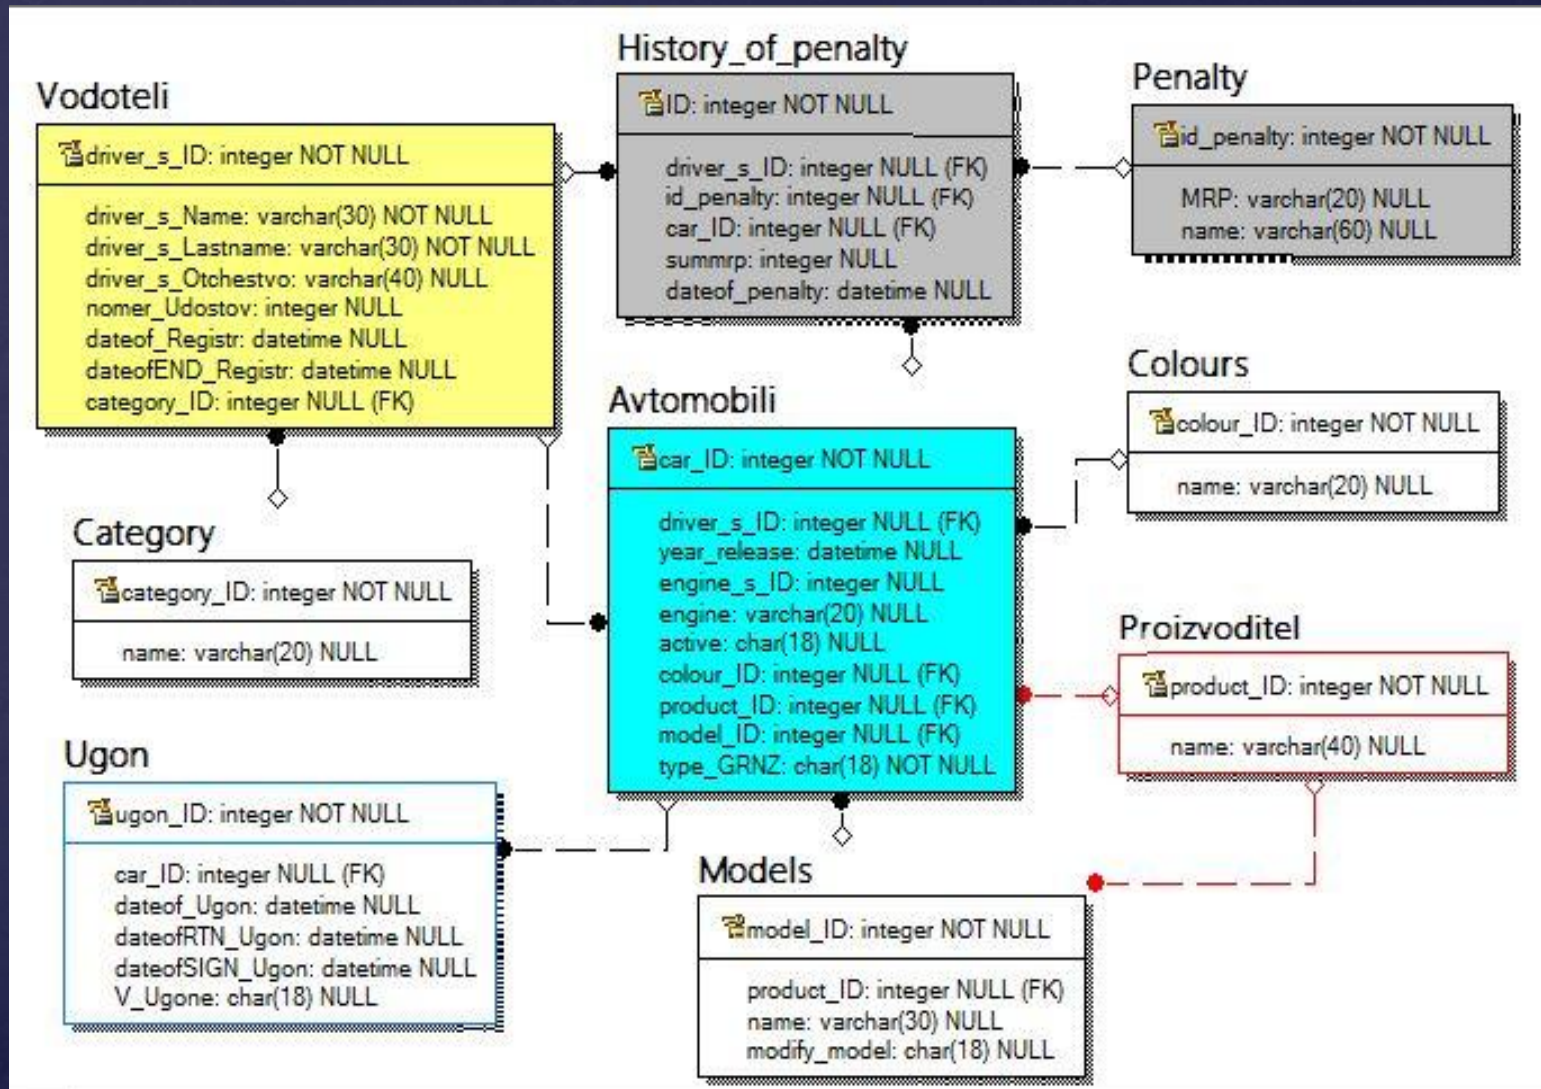 Vodoteli
driver_s_ID: integer NOT NULL
driver_s_Name: varchar(30) NOT NULL
driver_s_Lastname: varchar(30) NOT NULL
driver_s_Otchestvo: varchar(40) NULL
nomer_Udostov: integer NULL
dateof_Registr: datetime NULL
dateofEND_Registr: datetime NULL
category_ID: integer NULL (FK)
History_of_penalty
ID: integer NOT NULL
driver_s_ID: integer NULL (FK)
id_penalty: integer NULL (FK)
car_ID: integer NULL (FK)
summrp: integer NULL
dateof_penalty: datetime NULL
Penalty
id_penalty: integer NOT NULL
MRP: varchar(20) NULL
name: varchar(60) NULL
Colours
colour_ID: integer NOT NULL
name: varchar(20) NULL
Avtomobili
car_ID: integer NOT NULL
driver_s_ID: integer NULL (FK)
year_release: datetime NULL
engine_s_ID: integer NULL
engine: varchar(20) NULL
active: char(18) NULL
colour_ID: integer NULL (FK)
product_ID: integer NULL (FK)
model_ID: integer NULL (FK)
type_GRNZ: char(18) NOT NULL
Category
category_ID: integer NOT NULL
name: varchar(20) NULL
Proizvoditel
product_ID: integer NOT NULL
name: varchar(40) NULL
Ugon
ugon_ID: integer NOT NULL
car_ID: integer NULL (FK)
dateof_Ugon: datetime NULL
dateofRTN_Ugon: datetime NULL
dateofSIGN_Ugon: datetime NULL
V_Ugone: char(18) NULL
Models
model_ID: integer NOT NULL
product_ID: integer NULL (FK)
name: varchar(30) NULL
modify_model: char(18) NULL